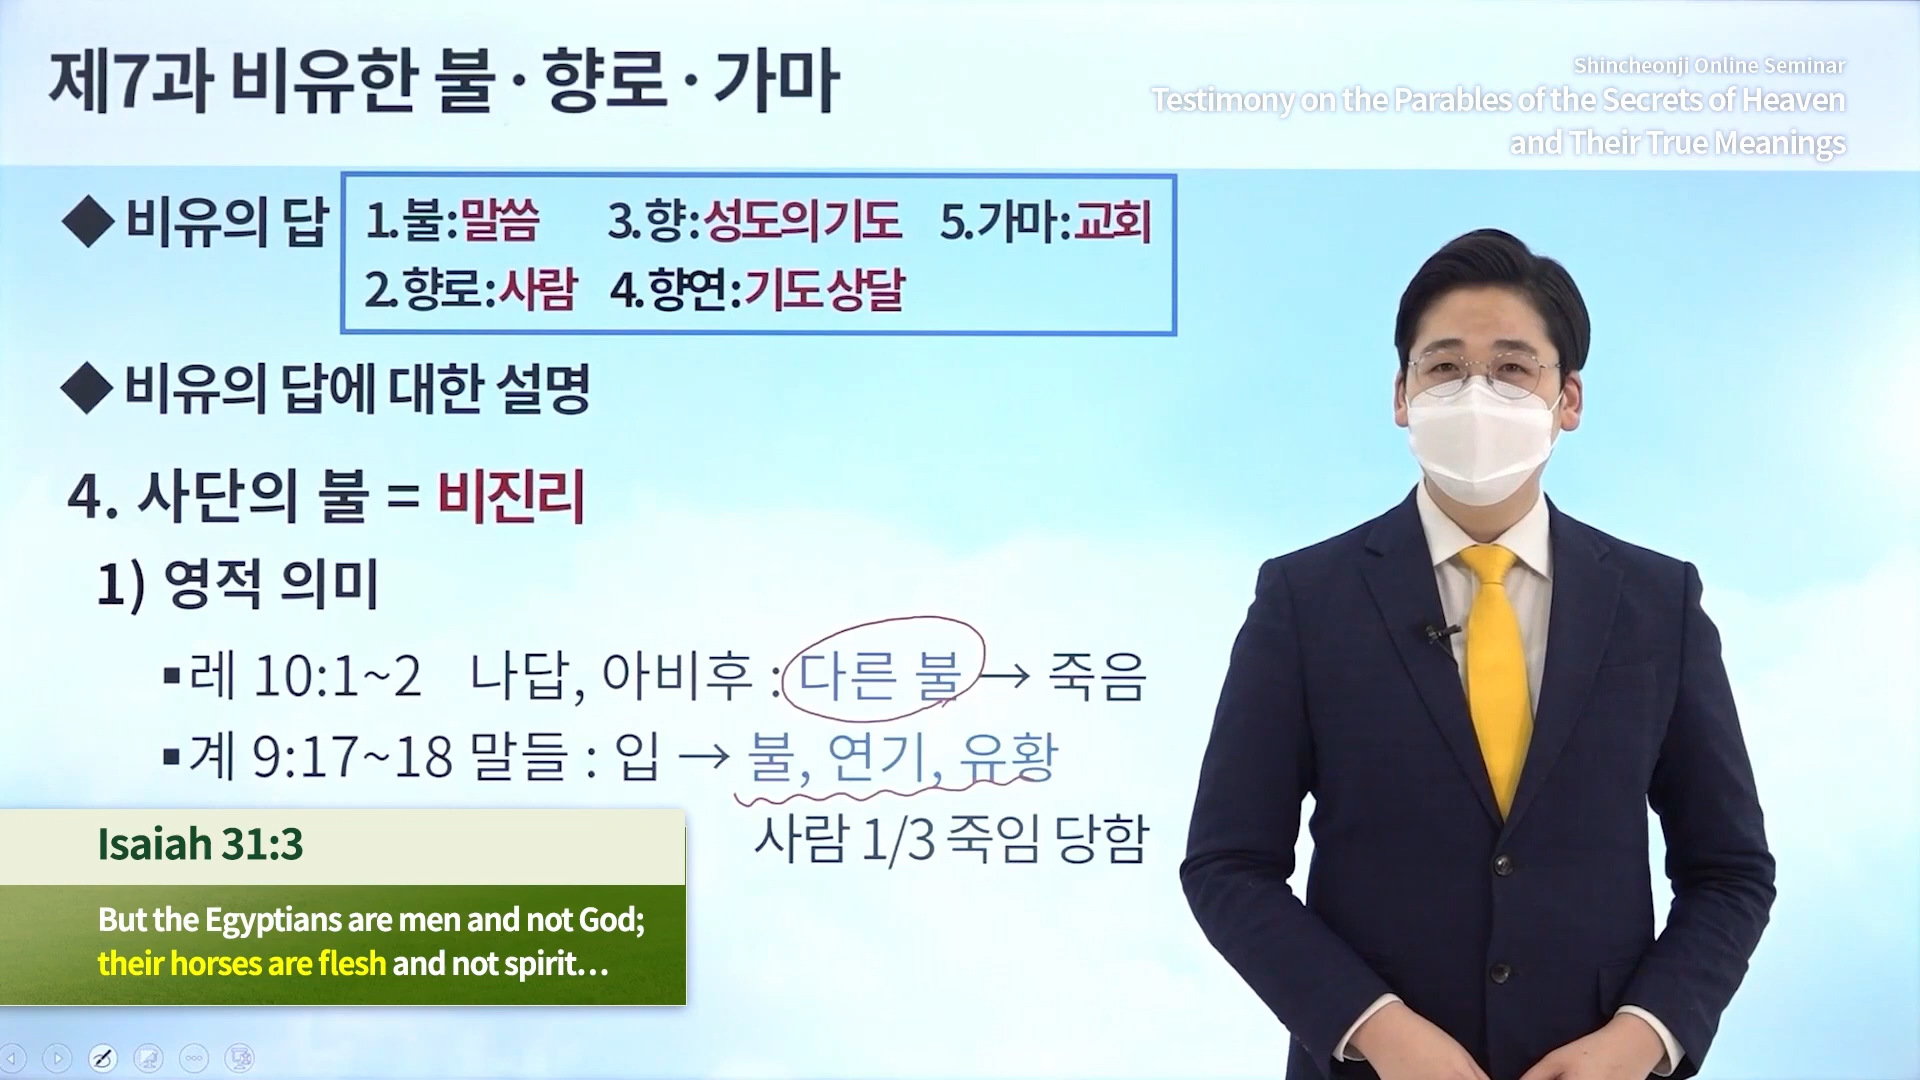 제7과 비유한 불·향로·가마
Shincheonji Online Seminar
Testimony on the Parables of the Secrets of Heaven
and Their True Meanings
◆비유의 답
1.불:말씀 3.향:성도의 기도 5.가마:교회
2.향로:사람 4.향연:기도 상달
◆비유의 답에 대한 설명
4. 사단의 불 = 비진리
1) 영적 의미
▪레 10:1~2 나답, 아비후 : 다른 불 → 죽음
▪계 9:17~18 말들 : 입 → 불, 연기, 유황
사람 1/3 죽임 당함
Isaiah 31:3
But the Egyptians are men and not God;
their horses are flesh and not spirit…